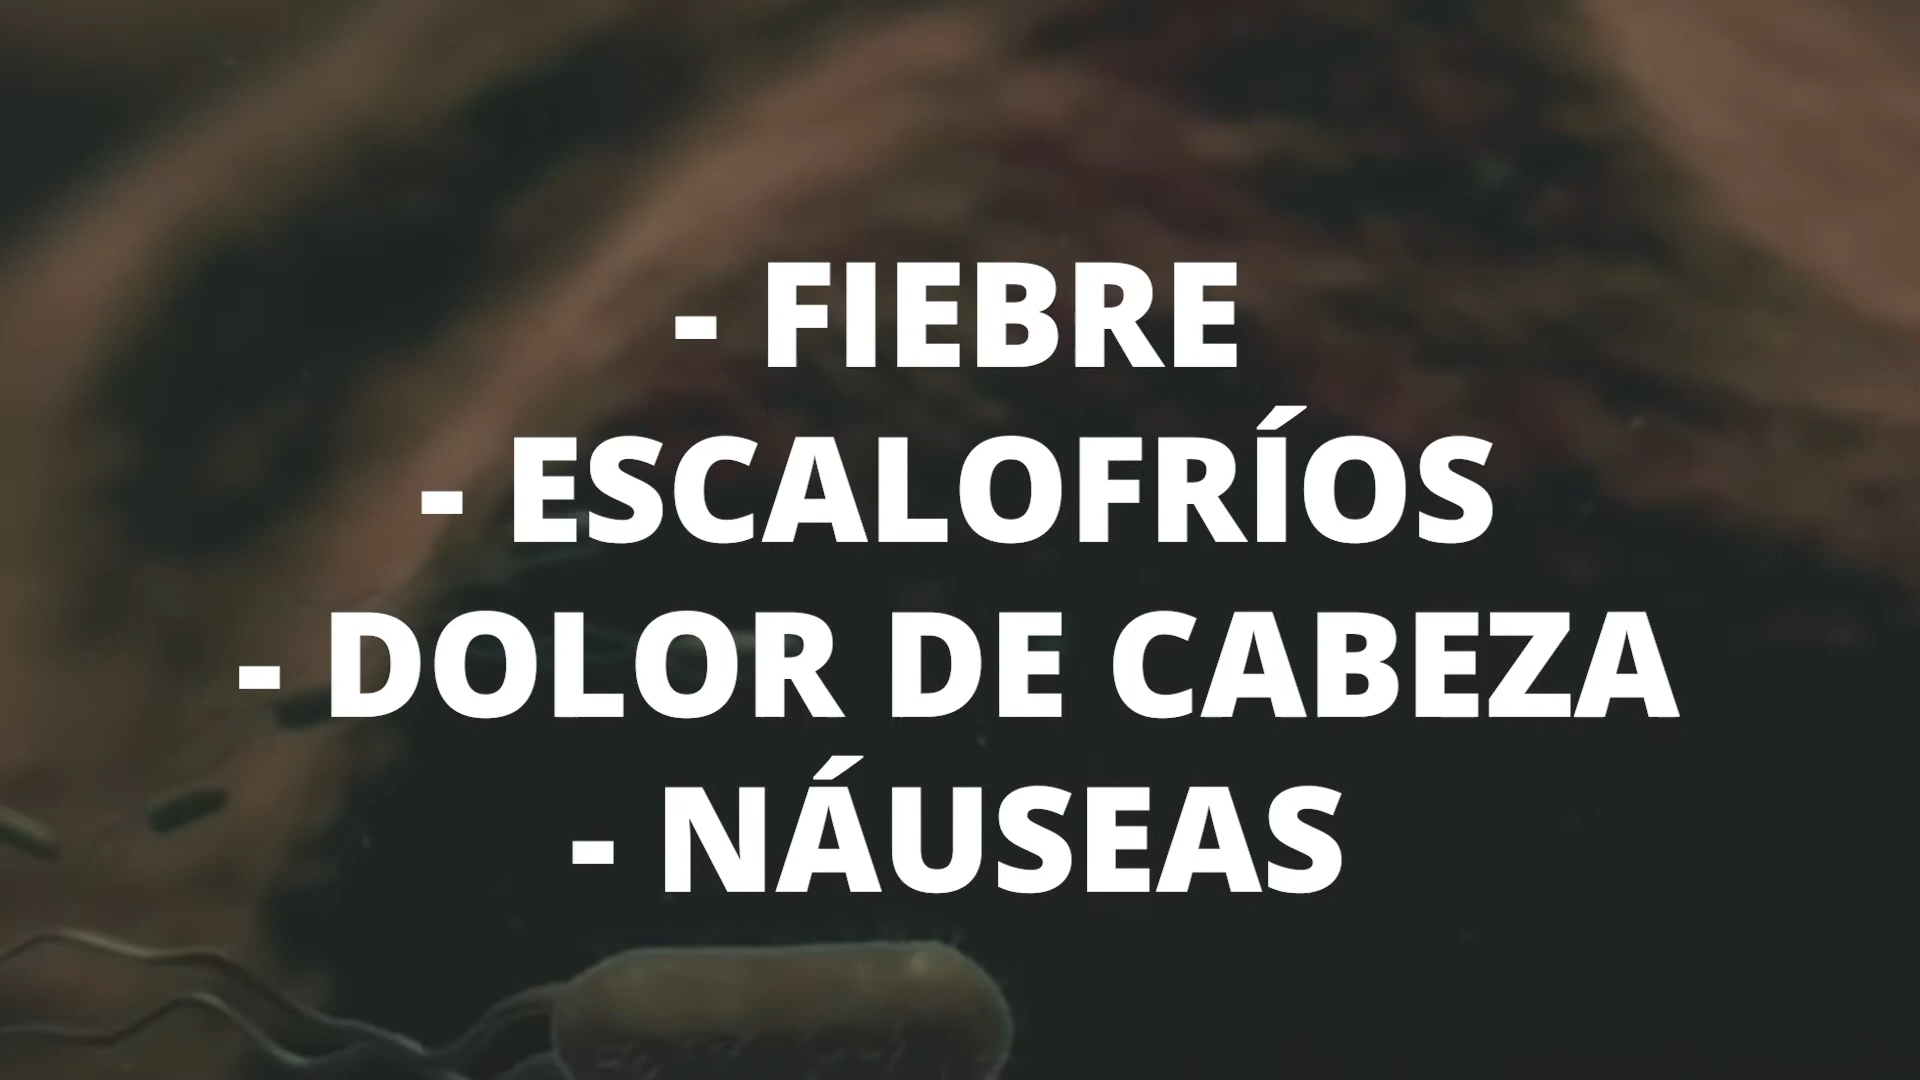 - FIEBRE
- ESCALOFRÍOS
- DOLOR DE CABEZA
- NÁUSEAS